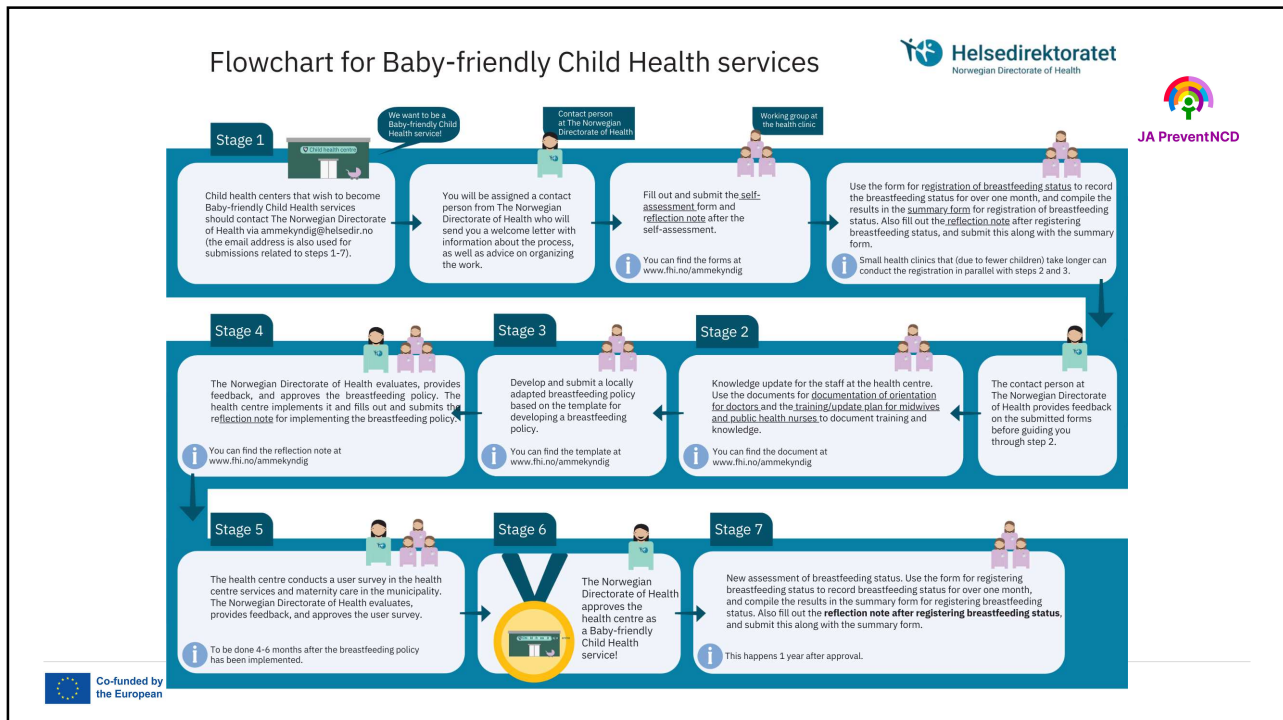 Flowchart for Baby-friendly Child Health services
Helsedirektoratet
Norwegian Directorate of Health
JA PreventNCD
Stage 1
Child health centre
We want to be a
Baby-friendly Child
Health service!
Contact person
at The Norwegian
Directorate of Health
Working group at
the health clinic
Child health centers that wish to become
Baby-friendly Child Health services
should contact The Norwegian Directorate
of Health via ammekyndig@helsedir.no
(the email address is also used for
submissions related to steps 1-7).
You will be assigned a contact
person from The Norwegian
Directorate of Health who will
send you a welcome letter with
information about the process,
as well as advice on organizing
the work.
Fill out and submit the self-
assessment form and
reflection note after the
self-assessment.
You can find the forms at
www.fhi.no/ammekyndig
Use the form for registration of breastfeeding status to record
the breastfeeding status for over one month, and compile the
results in the summary form for registration of breastfeeding
status. Also fill out the reflection note after registering
breastfeeding status, and submit this along with the summary
form.
Small health clinics that (due to fewer children) take longer can
conduct the registration in parallel with steps 2 and 3.
The contact person at
The Norwegian Directorate
of Health provides feedback
on the submitted forms
before guiding you
through step 2.
Stage 2
Knowledge update for the staff at the health centre.
Use the documents for documentation of orientation
for doctors and the training/update plan for midwives
and public health nurses to document training and
knowledge.
You can find the document at
www.fhi.no/ammekyndig
Stage 3
Develop and submit a locally
adapted breastfeeding policy
based on the template for
developing a breastfeeding
policy.
You can find the template at
www.fhi.no/ammekyndig
Stage 4
The Norwegian Directorate of Health evaluates, provides
feedback, and approves the breastfeeding policy. The
health centre implements it and fills out and submits the
reflection note for implementing the breastfeeding policy.
You can find the reflection note at
www.fhi.no/ammekyndig
Stage 5
The health centre conducts a user survey in the health
centre services and maternity care in the municipality.
The Norwegian Directorate of Health evaluates,
provides feedback, and approves the user survey.
To be done 4-6 months after the breastfeeding policy
has been implemented.
Stage 6
The Norwegian
Directorate of Health
approves the
health centre as
a Baby-friendly
Child Health
service!
Stage 7
New assessment of breastfeeding status. Use the form for registering
breastfeeding status to record breastfeeding status for over one month,
and compile the results in the summary form for registering breastfeeding
status. Also fill out the reflection note after registering breastfeeding status,
and submit this along with the summary form.
This happens 1 year after approval.
Co-funded by
the European